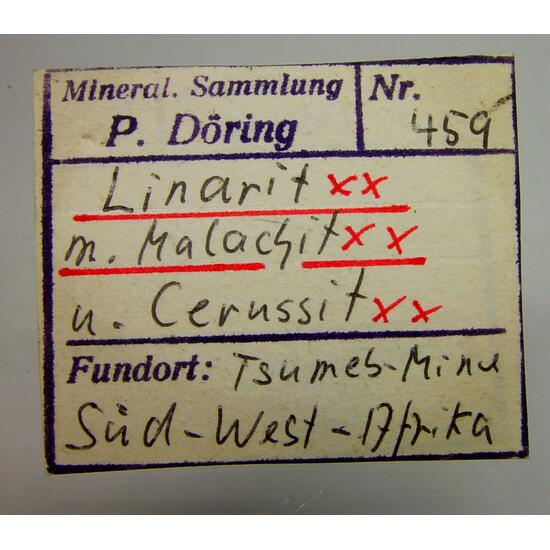 Mineral. Sammlung Nr.
P. Döring 459
Linarit xx
m. Malachit xx
u. Cerussit xx
Fundort: Tsumeb-Mine
Süd-West-Afrika